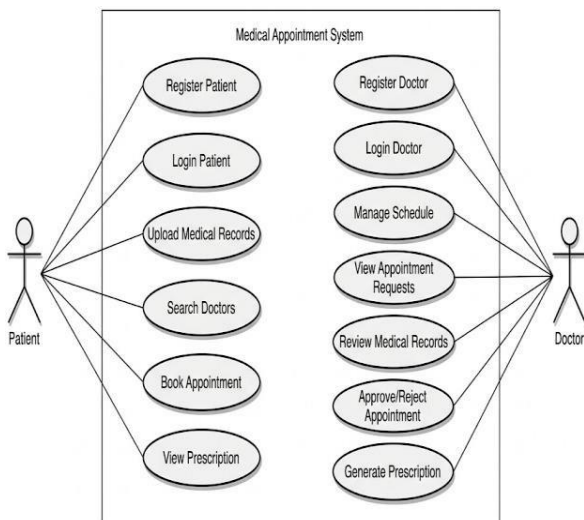 Medical Appointment System
Register Patient
Register Doctor
Login Patient
Login Doctor
Upload Medical Records
Manage Schedule
Search Doctors
View Appointment
Requests
Patient
Doctor
Review Medical Records
Book Appointment
Approve/Reject
Appointment
View Prescription
Generate Prescription